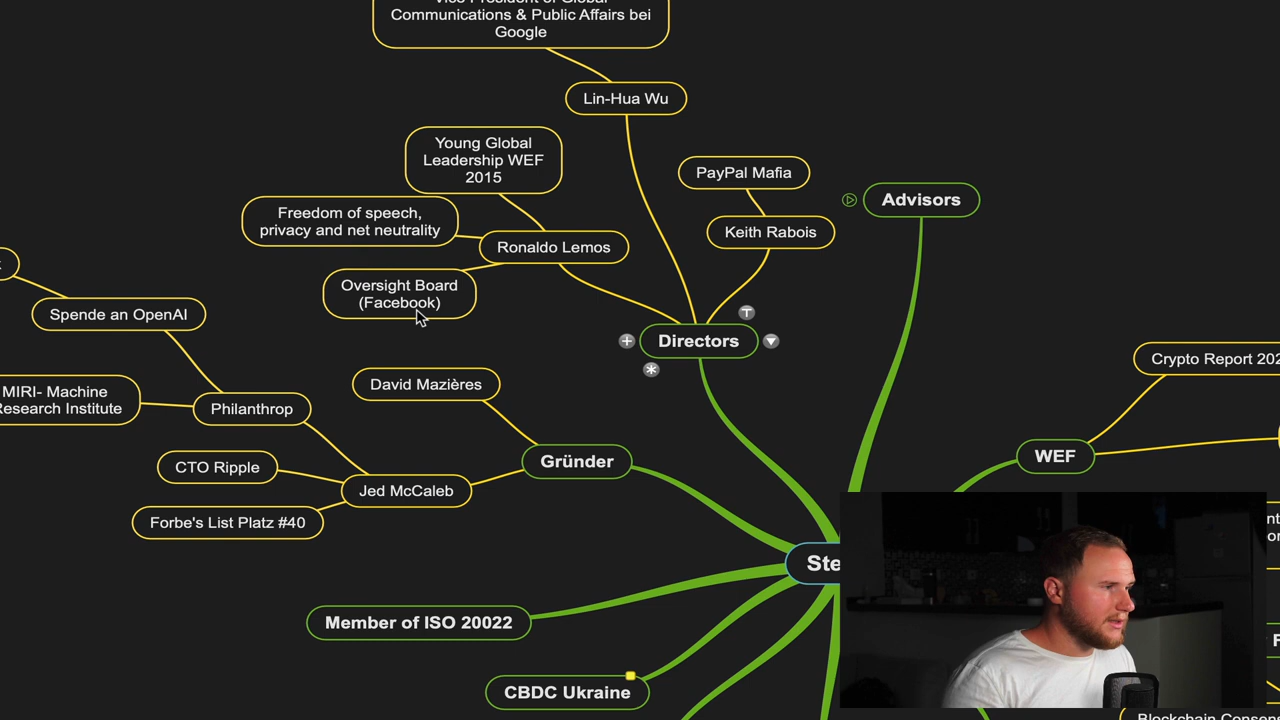 Communications & Public Affairs bei
Google
Lin-Hua Wu
Young Global
Leadership WEF
2015
PayPal Mafia
Advisors
Freedom of speech,
privacy and net neutrality
Keith Rabois
Ronaldo Lemos
Oversight Board
(Facebook)
Spende an OpenAI
Directors
Crypto Report 202
David Mazières
MIRI- Machine
Research Institute
Philanthrop
WEF
Gründer
CTO Ripple
Jed McCaleb
Forbe's List Platz #40
Ste
Member of ISO 20022
CBDC Ukraine